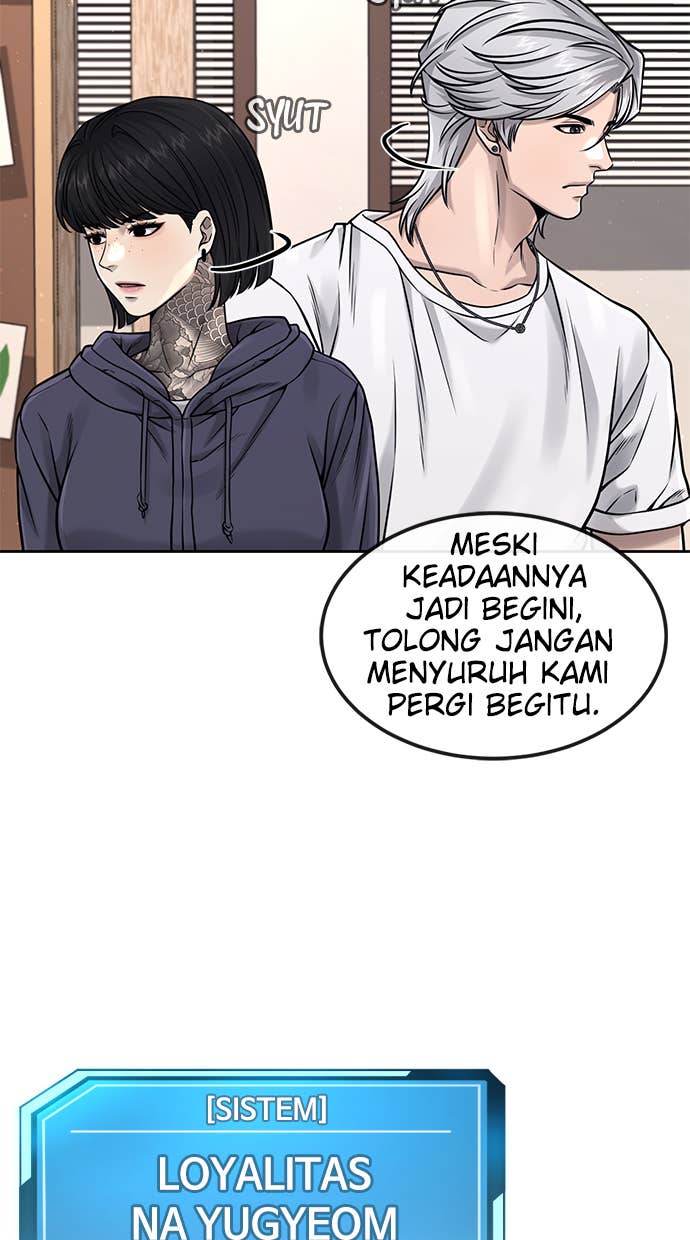 SYUT
MESKI
KEADAANNYA
JADI BEGINI,
TOLONG JANGAN
MENYURUH KAMI
PERGI BEGITU.
[SISTEM]
LOYALITAS
NA YUGYEOM